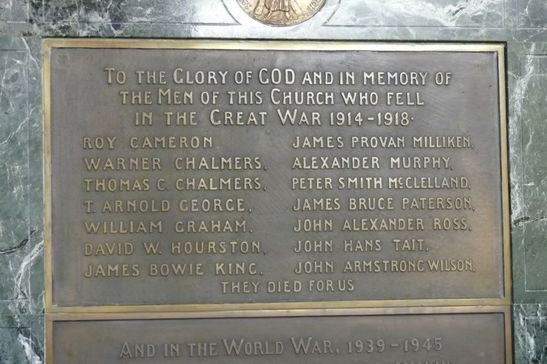 TO THE GLORY OF GOD AND IN MEMORY OF
THE MEN OF THIS CHURCH WHO FELL
IN THE GREAT WAR 1914-1918.
ROY CAMERON.
WARNER CHALMERS.
THOMAS C. CHALMERS.
T. ARNOLD GEORGE.
WILLIAM GRAHAM.
DAVID W. HOURSTON.
JAMES BOWIE KING.
JAMES PROVAN MILLIKEN.
ALEXANDER MURPHY.
PETER SMITH McCLELLAND.
JAMES BRUCE PATERSON.
JOHN ALEXANDER ROSS.
JOHN HANS TAIT.
JOHN ARMSTRONG WILSON.
THEY DIED FOR US
AND IN THE WORLD WAR, 1939-1945